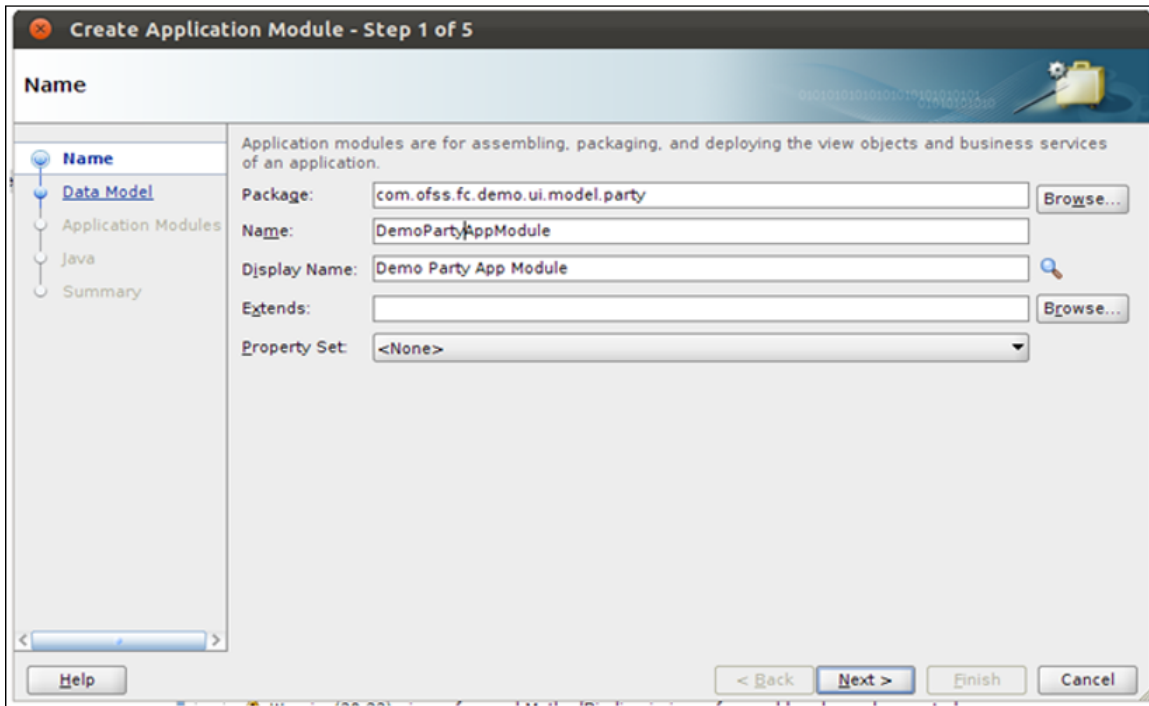 Create Application Module - Step 1 of 5
Name
Name
Data Model
Application Modules
Java
Summary
Application modules are for assembling, packaging, and deploying the view objects and business services
of an application.
Package: com.ofss.fc.demo.ui.model.party Browse...
Name: DemoPartyAppModule
Display Name: Demo Party App Module
Extends: Browse...
Property Set: <None>
Help < Back Next > Finish Cancel